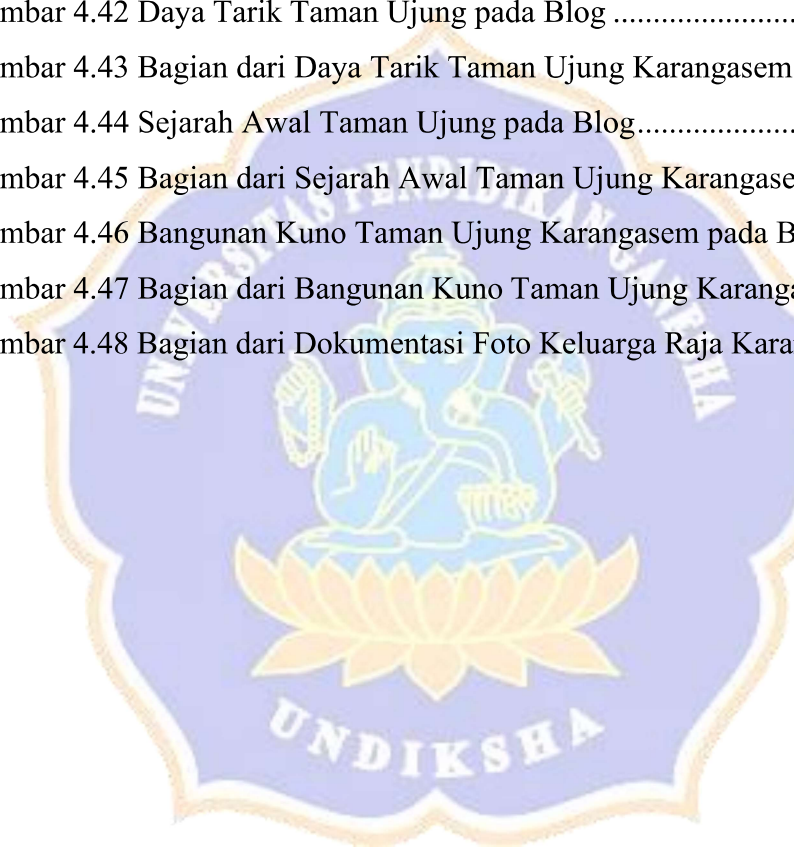 mbar 4.42 Daya Tarik Taman Ujung pada Blog .......................
mbar 4.43 Bagian dari Daya Tarik Taman Ujung Karangasem
mbar 4.44 Sejarah Awal Taman Ujung pada Blog....................
mbar 4.45 Bagian dari Sejarah Awal Taman Ujung Karangase
mbar 4.46 Bangunan Kuno Taman Ujung Karangasem pada B
mbar 4.47 Bagian dari Bangunan Kuno Taman Ujung Karanga
mbar 4.48 Bagian dari Dokumentasi Foto Keluarga Raja Kara
UNIVERSITAS PENDIDIKAN GANESHA
UNDIKSHA